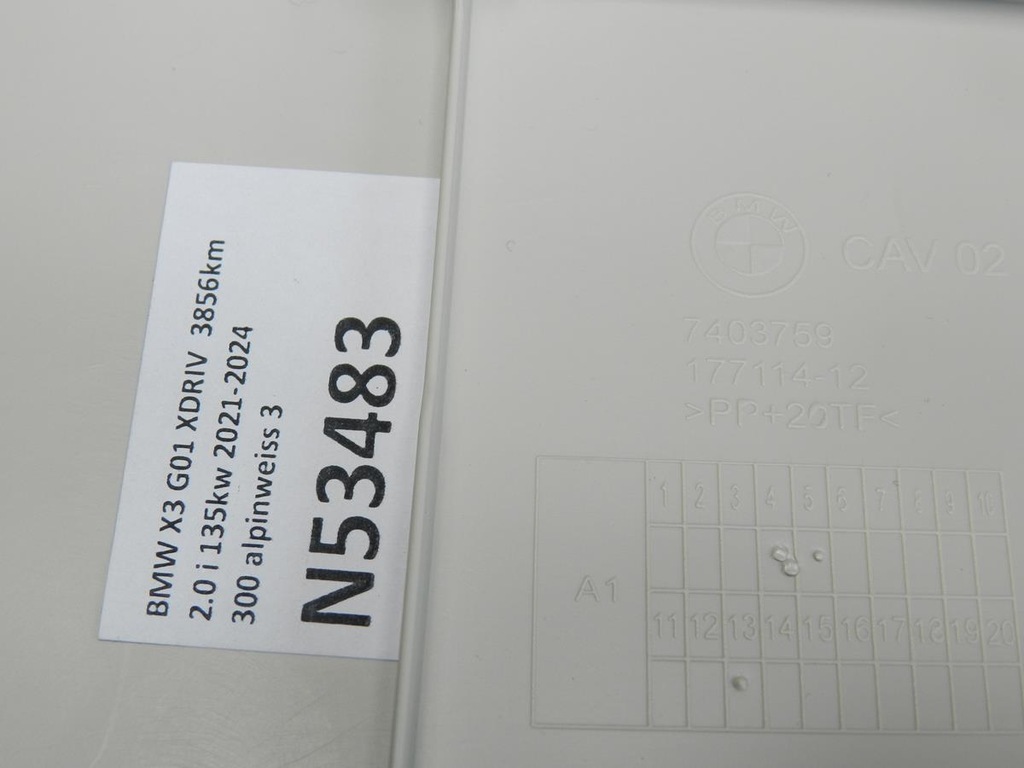 BMW X3 G01 XDRIV 3856km
2.0 i 135kw 2021-2024
300 alpinweiss 3
N53483
BMW
CAV 02
7403759
177114-12
>PP+20TF<
A1
1 2 3 4 5 6 7 8 9 10
11 12 13 14 15 16 17 18 19 20